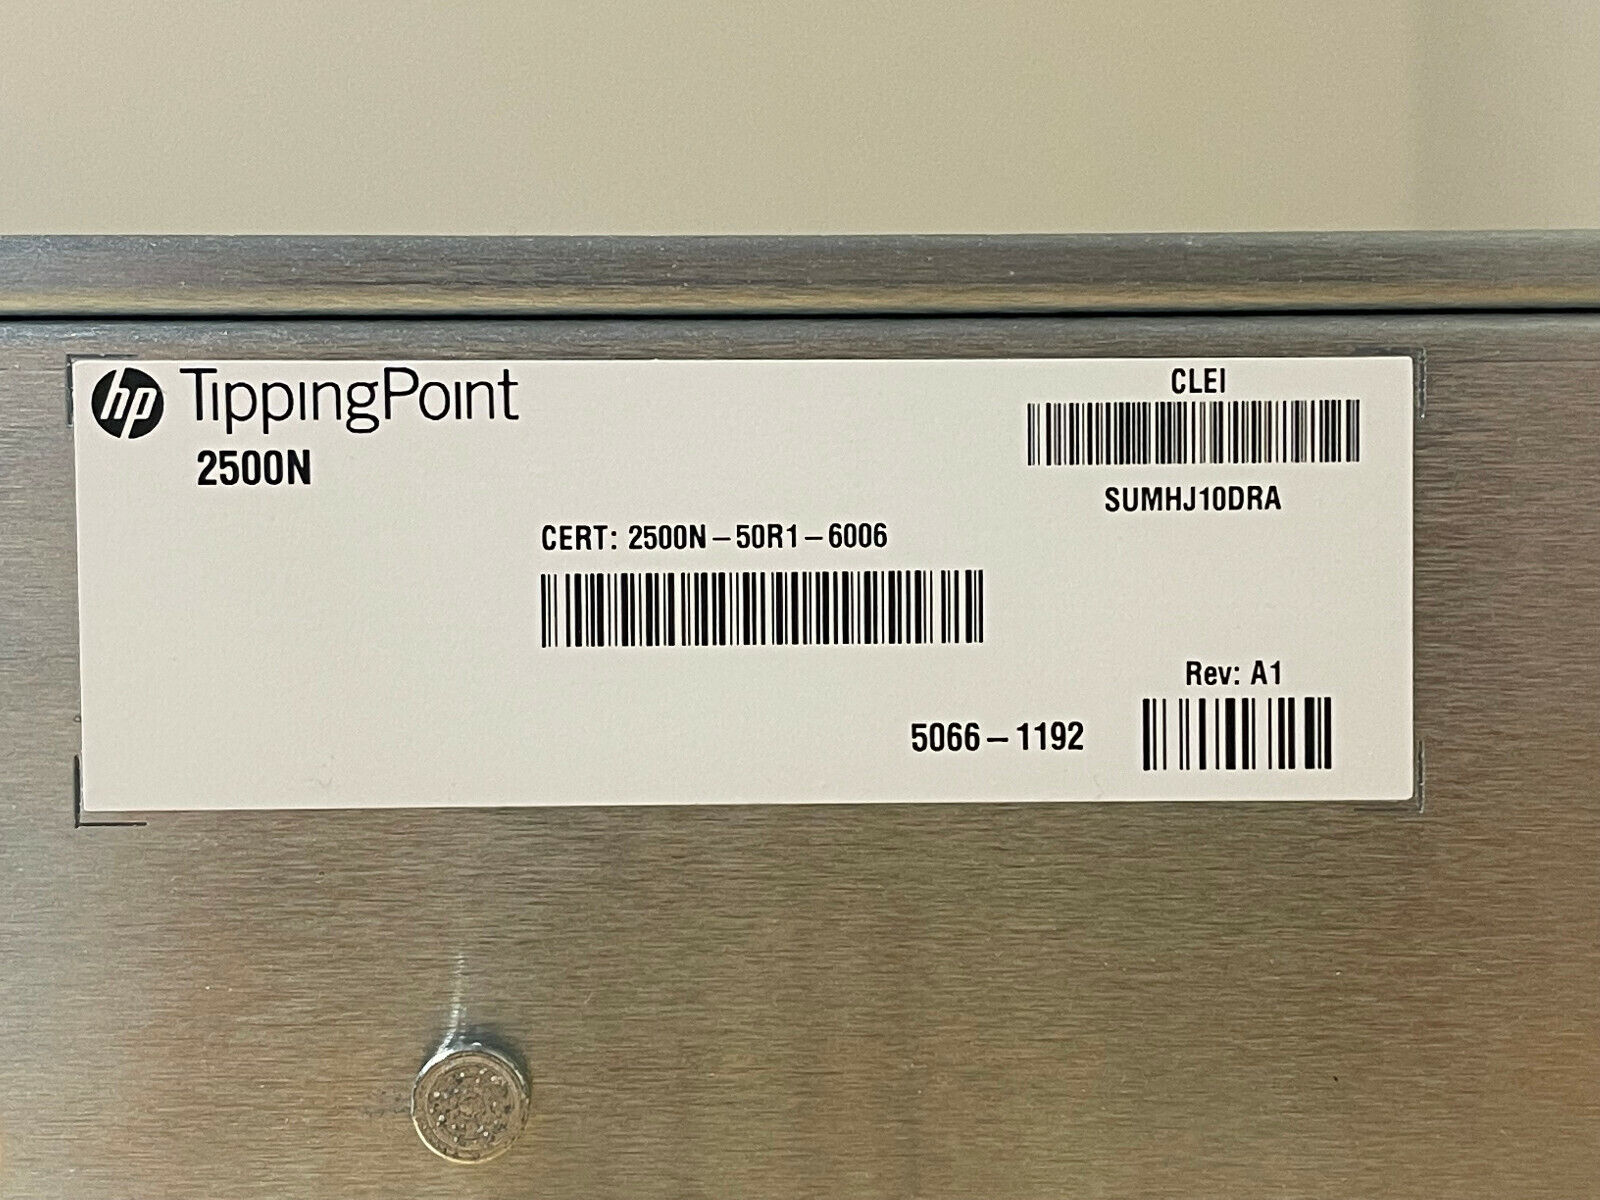 hp TippingPoint
2500N
CLEI
SUMHJ10DRA
CERT: 2500N-50R1-6006
Rev: A1
5066-1192